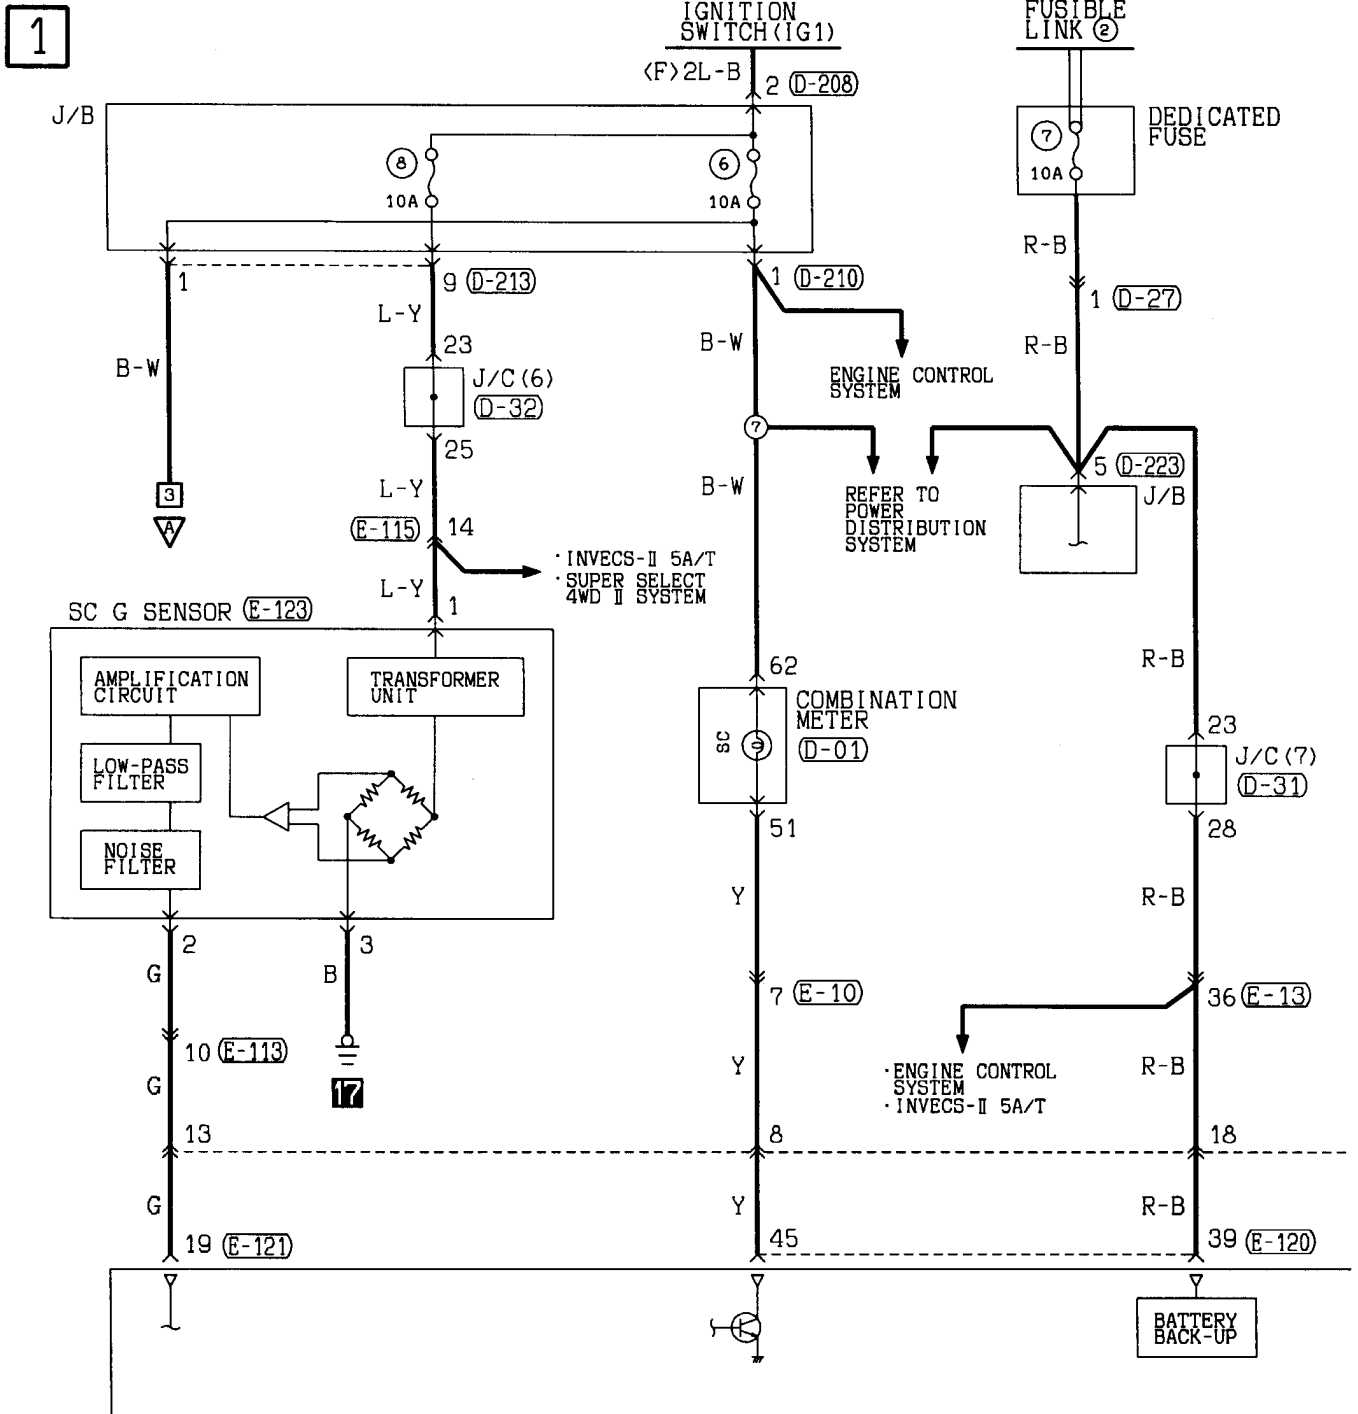 1
IGNITION
SWITCH(IG1)
FUSIBLE
LINK ②
<F>2L-B
2 (D-208)
J/B
DEDICATED
FUSE
8
10A
6
10A
7
10A
R-B
1
9 (D-213)
1 (D-210)
1 (D-27)
L-Y
B-W
R-B
23
B-W
J/C(6)
(D-32)
ENGINE CONTROL
SYSTEM
25
7
5 (D-223)
L-Y
B-W
J/B
3
A
REFER TO
POWER
DISTRIBUTION
SYSTEM
(E-115) 14
·INVECS-Ⅱ 5A/T
·SUPER SELECT
4WD Ⅱ SYSTEM
L-Y
1
SC G SENSOR (E-123)
R-B
62
AMPLIFICATION
CIRCUIT
TRANSFORMER
UNIT
COMBINATION
METER
(D-01)
SC
23
LOW-PASS
FILTER
J/C(7)
(D-31)
51
28
NOISE
FILTER
Y
R-B
2
3
G
B
7 (E-10)
36 (E-13)
10 (E-113)
G
17
Y
·ENGINE CONTROL
SYSTEM
·INVECS-Ⅱ 5A/T
R-B
13
8
18
G
Y
R-B
19 (E-121)
45
39 (E-120)
BATTERY
BACK-UP